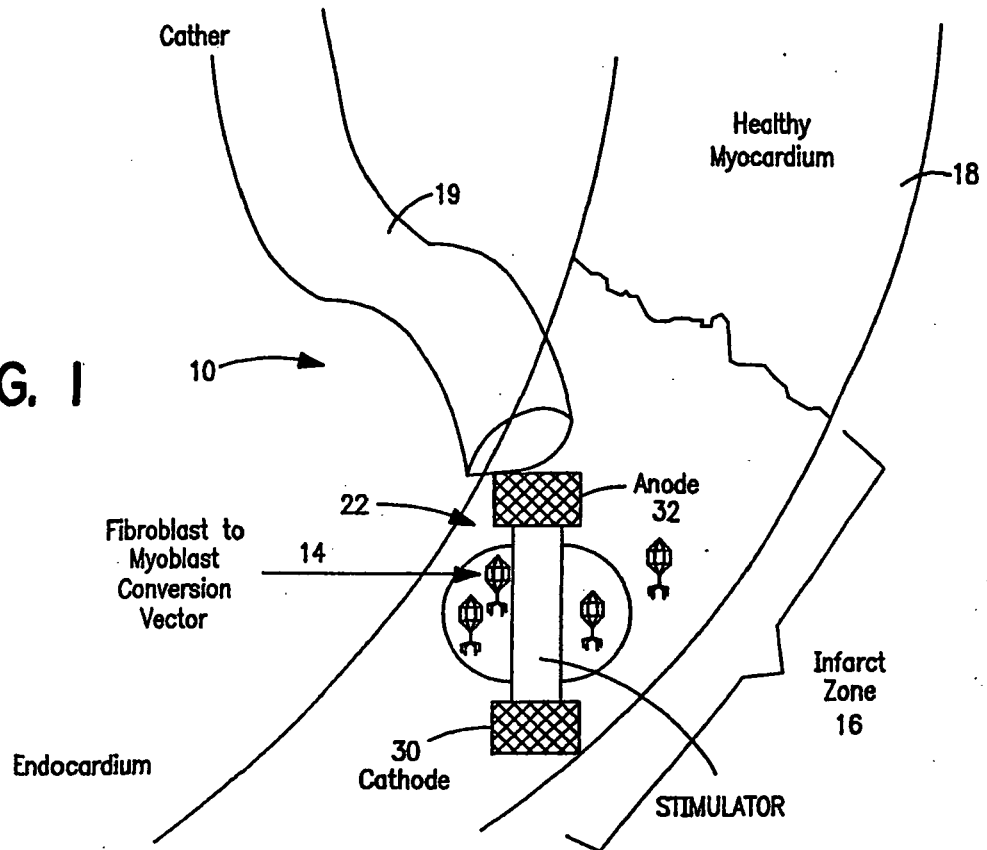 Cather
Healthy
Myocardium
18
19
G. 1
10
Anode
32
22
Fibroblast to
Myoblast
Conversion
Vector
14
Infarct
Zone
16
30
Cathode
Endocardium
STIMULATOR